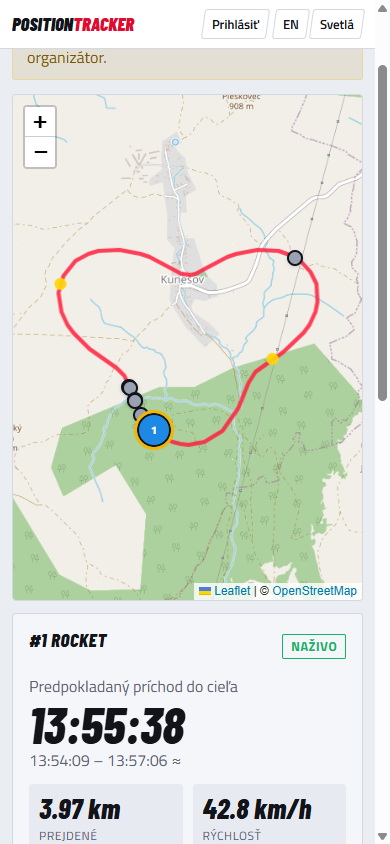 POSITIONTRACKER
Prihlásiť
EN
Svetlá
organizátor.
Pleskovec
908 m
+
−
Kunešov
ký
1
Leaflet | © OpenStreetMap
#1 ROCKET
NAŽIVO
Predpokladaný príchod do cieľa
13:55:38
13:54:09 – 13:57:06 ≈
3.97 km
42.8 km/h
PREJDENÉ
RÝCHLOSŤ